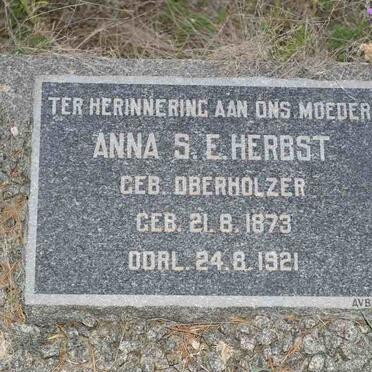 TER HERINNERING AAN ONS MOEDER
ANNA S. E. HERBST
GEB. OBERHOLZER
GEB. 21. 8. 1873
OORL. 24. 8. 1921
AVB